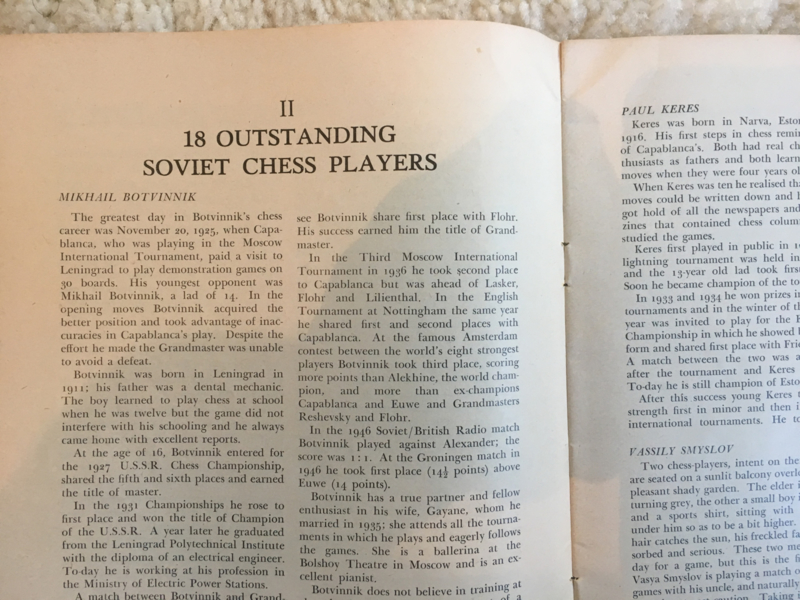 II
18 OUTSTANDING
SOVIET CHESS PLAYERS
MIKHAIL BOTVINNIK
The greatest day in Botvinnik's chess
career was November 20, 1925, when Capa-
blanca, who was playing in the Moscow
International Tournament, paid a visit to
Leningrad to play demonstration games on
30 boards. His youngest opponent was
Mikhail Botvinnik, a lad of 14. In the
opening moves Botvinnik acquired the
better position and took advantage of inac-
curacies in Capablanca's play. Despite the
effort he made the Grandmaster was unable
to avoid a defeat.
Botvinnik was born in Leningrad in
1911; his father was a dental mechanic.
The boy learned to play chess at school
when he was twelve but the game did not
interfere with his schooling and he always
came home with excellent reports.
At the age of 16, Botvinnik entered for
the 1927 U.S.S.R. Chess Championship,
shared the fifth and sixth places and earned
the title of master.
In the 1931 Championships he rose to
first place and won the title of Champion
of the U.S.S.R. A year later he graduated
from the Leningrad Polytechnical Institute
with the diploma of an electrical engineer.
To-day he is working at his profession in
the Ministry of Electric Power Stations.
A match between Botvinnik and Grand-
see Botvinnik share first place with Flohr.
His success earned him the title of Grand-
master.
In the Third Moscow International
Tournament in 1936 he took second place
to Capablanca but was ahead of Lasker,
Flohr and Lilienthal. In the English
Tournament at Nottingham the same year
he shared first and second places with
Capablanca. At the famous Amsterdam
contest between the world's eight strongest
players Botvinnik took third place, scoring
more points than Alekhine, the world cham-
pion, and more than ex-champions
Capablanca and Euwe and Grandmasters
Reshevsky and Flohr.
In the 1946 Soviet/British Radio match
Botvinnik played against Alexander; the
score was 1:1. At the Groningen match in
1946 he took first place (14½ points) above
Euwe (14 points).
Botvinnik has a true partner and fellow
enthusiast in his wife, Gayane, whom he
married in 1935; she attends all the tourna-
ments in which he plays and eagerly follows
the games. She is a ballerina at the
Bolshoy Theatre in Moscow and is an ex-
cellent pianist.
Botvinnik does not believe in training at
of a
PAUL KERES
Keres was born in Narva,
1916. His first steps in chess
of Capablanca's. Both had real
thusiasts as fathers and both
moves when they were four years
When Keres was ten he realised
moves could be written down and
got hold of all the newspapers and
zines that contained chess
studied the games.
Keres first played in public in
lightning tournament was held in
and the 13-year old lad took
Soon he became champion of the
In 1933 and 1934 he won prizes
tournaments and in the winter of
year was invited to play for the
Championship in which he showed
form and shared first place with
A match between the two was
after the tournament and Keres
To-day he is still champion of
After this success young Keres
strength first in minor and then
international tournaments. He
VASSILY SMYSLOV
Two chess-players, intent on the
are seated on a sunlit balcony
pleasant shady garden. The elder
turning grey, the other a small boy
and a sports shirt, sitting with
under him so as to be a bit higher.
hair catches the sun, his freckled
sorbed and serious. These two
day for a game, but this is the
Vasya Smyslov is playing a match
games with his uncle, and naturally
Taking